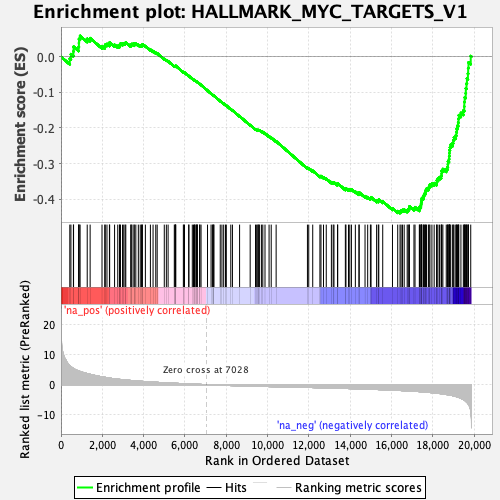 Enrichment plot: HALLMARK_MYC_TARGETS_V1
Enrichment score (ES)
0.0
-0.1
-0.2
-0.3
-0.4
'na_pos' (positively correlated)
Ranked list metric (PreRanked)
20
10
0
-10
Zero cross at 7028
'na_neg' (negatively correlated)
0 2,000 4,000 6,000 8,000 10,000 12,000 14,000 16,000 18,000 20,000
Rank in Ordered Dataset
Enrichment profile Hits Ranking metric scores